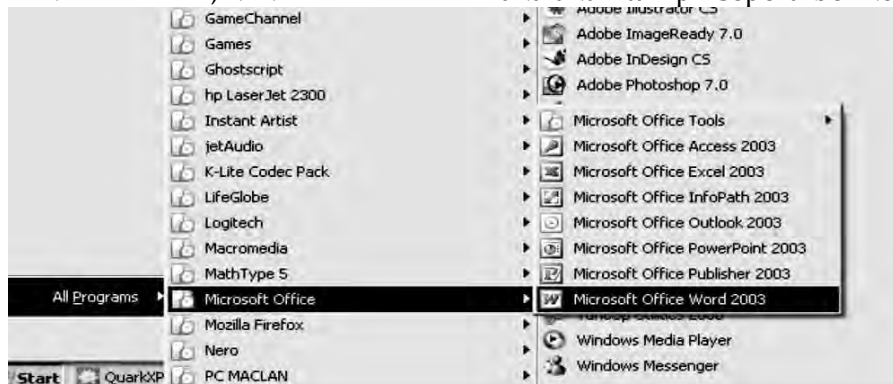 GameChannel
Games
Ghostscript
hp LaserJet 2300
Instant Artist
jetAudio
K-Lite Codec Pack
LifeGlobe
Logitech
Macromedia
MathType 5
Microsoft Office
Mozilla Firefox
Nero
PC MACLAN
Adobe Illustrator CS
Adobe ImageReady 7.0
Adobe InDesign CS
Adobe Photoshop 7.0
Microsoft Office Tools
Microsoft Office Access 2003
Microsoft Office Excel 2003
Microsoft Office InfoPath 2003
Microsoft Office Outlook 2003
Microsoft Office PowerPoint 2003
Microsoft Office Publisher 2003
Microsoft Office Word 2003
Windows Media Player
Windows Messenger
All Programs
Start
QuarkXP